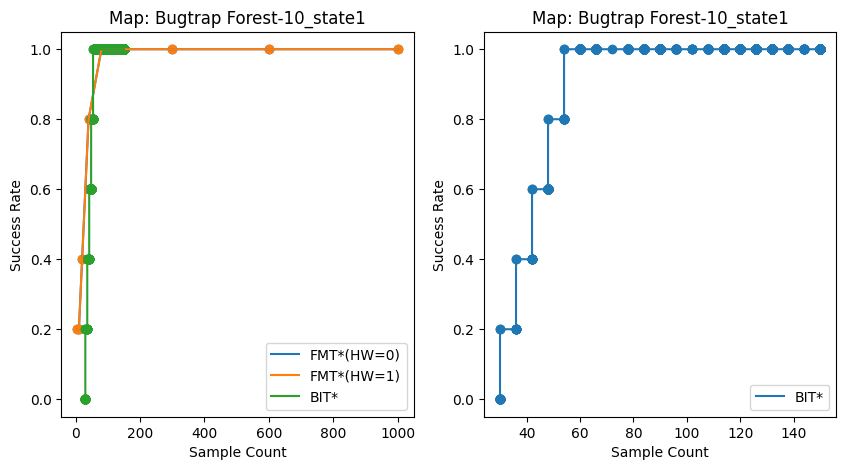 Map: Bugtrap Forest-10_state1
Success Rate
1.0
0.8
0.6
0.4
0.2
0.0
0
200
400
600
800
1000
Sample Count
FMT*(HW=0)
FMT*(HW=1)
BIT*
Map: Bugtrap Forest-10_state1
Success Rate
1.0
0.8
0.6
0.4
0.2
0.0
40
60
80
100
120
140
Sample Count
BIT*